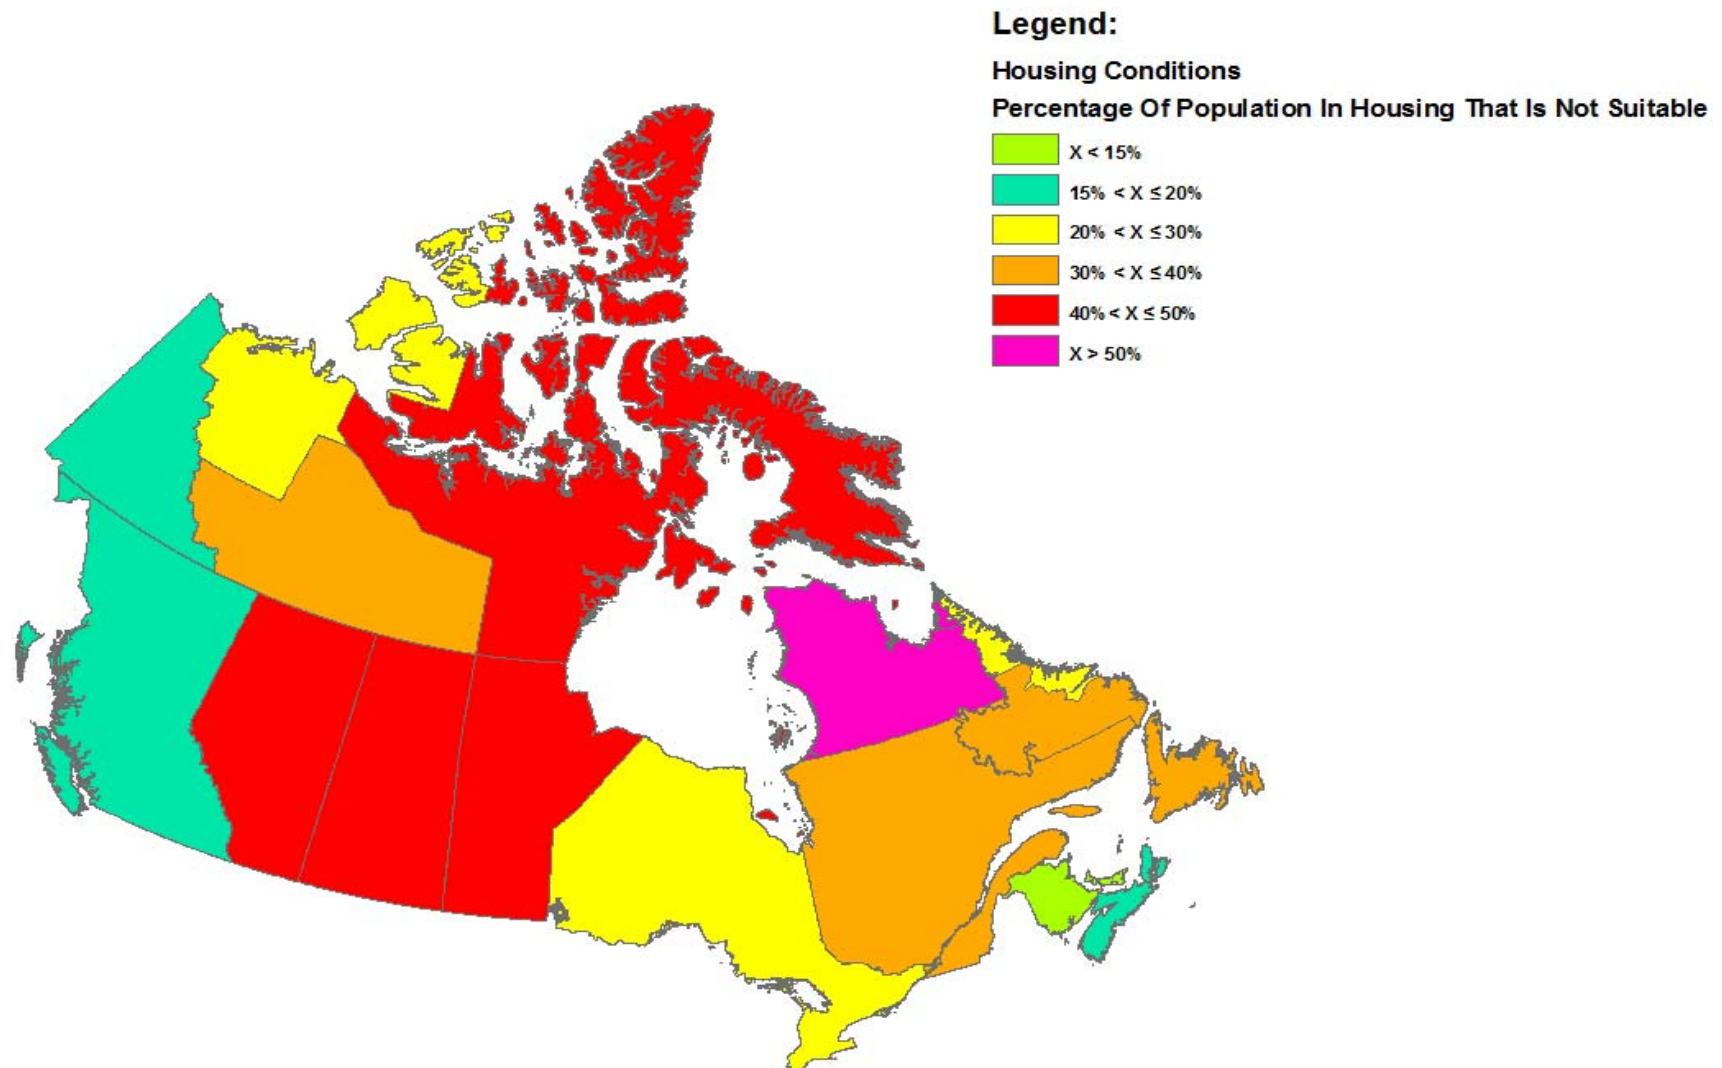 Legend:
Housing Conditions
Percentage Of Population In Housing That Is Not Suitable
X < 15%
15% < X ≤ 20%
20% < X ≤ 30%
30% < X ≤ 40%
40% < X ≤ 50%
X > 50%